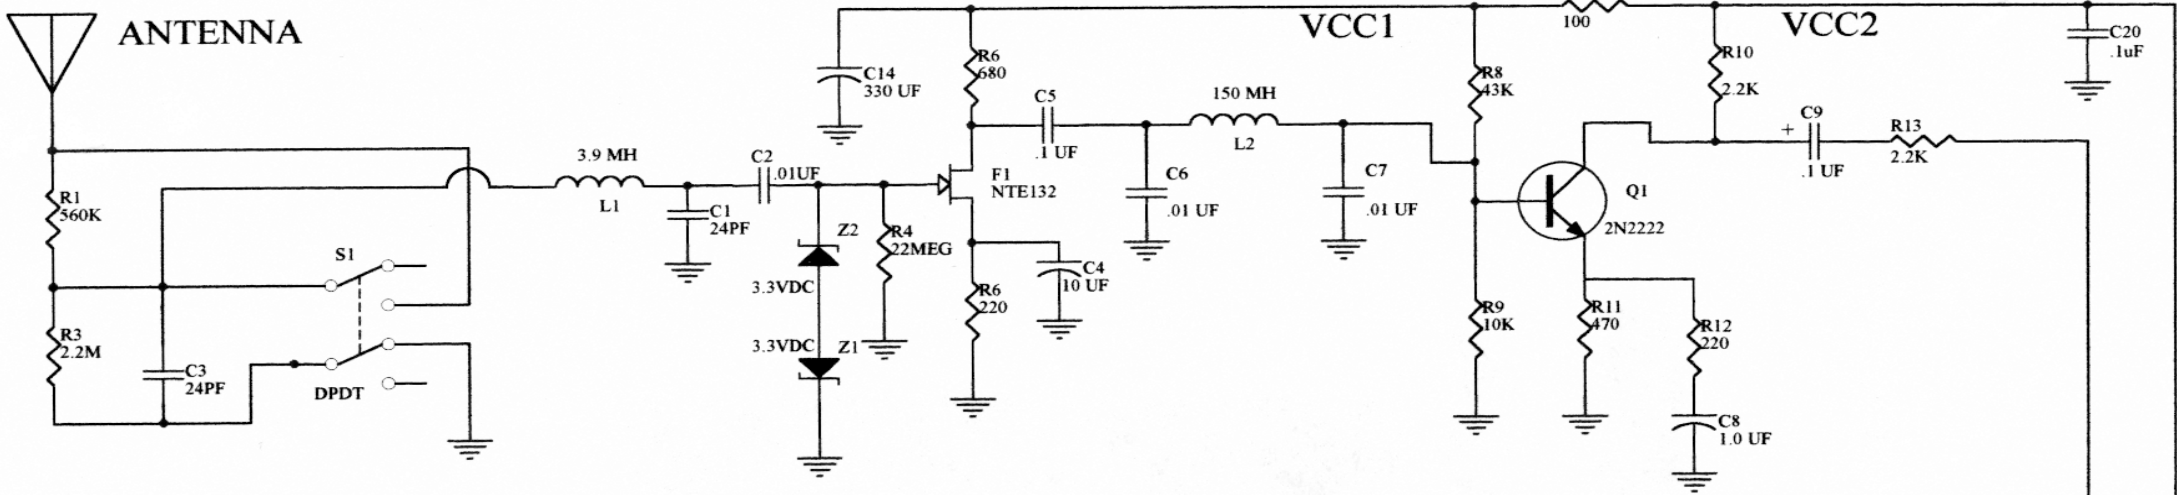 ANTENNA
VCC1
100
VCC2
C20
.1uF
R6
680
C14
330 UF
R8
43K
R10
2.2K
C5
.1 UF
150 MH
L2
C9
+
.1 UF
R13
2.2K
3.9 MH
L1
C2
.01UF
F1
NTE132
C6
.01 UF
C7
.01 UF
Q1
2N2222
R1
560K
C1
24PF
Z2
3.3VDC
R4
22MEG
S1
C4
10 UF
R6
220
R9
10K
R11
470
R12
220
R3
2.2M
C3
24PF
DPDT
3.3VDC
Z1
C8
1.0 UF